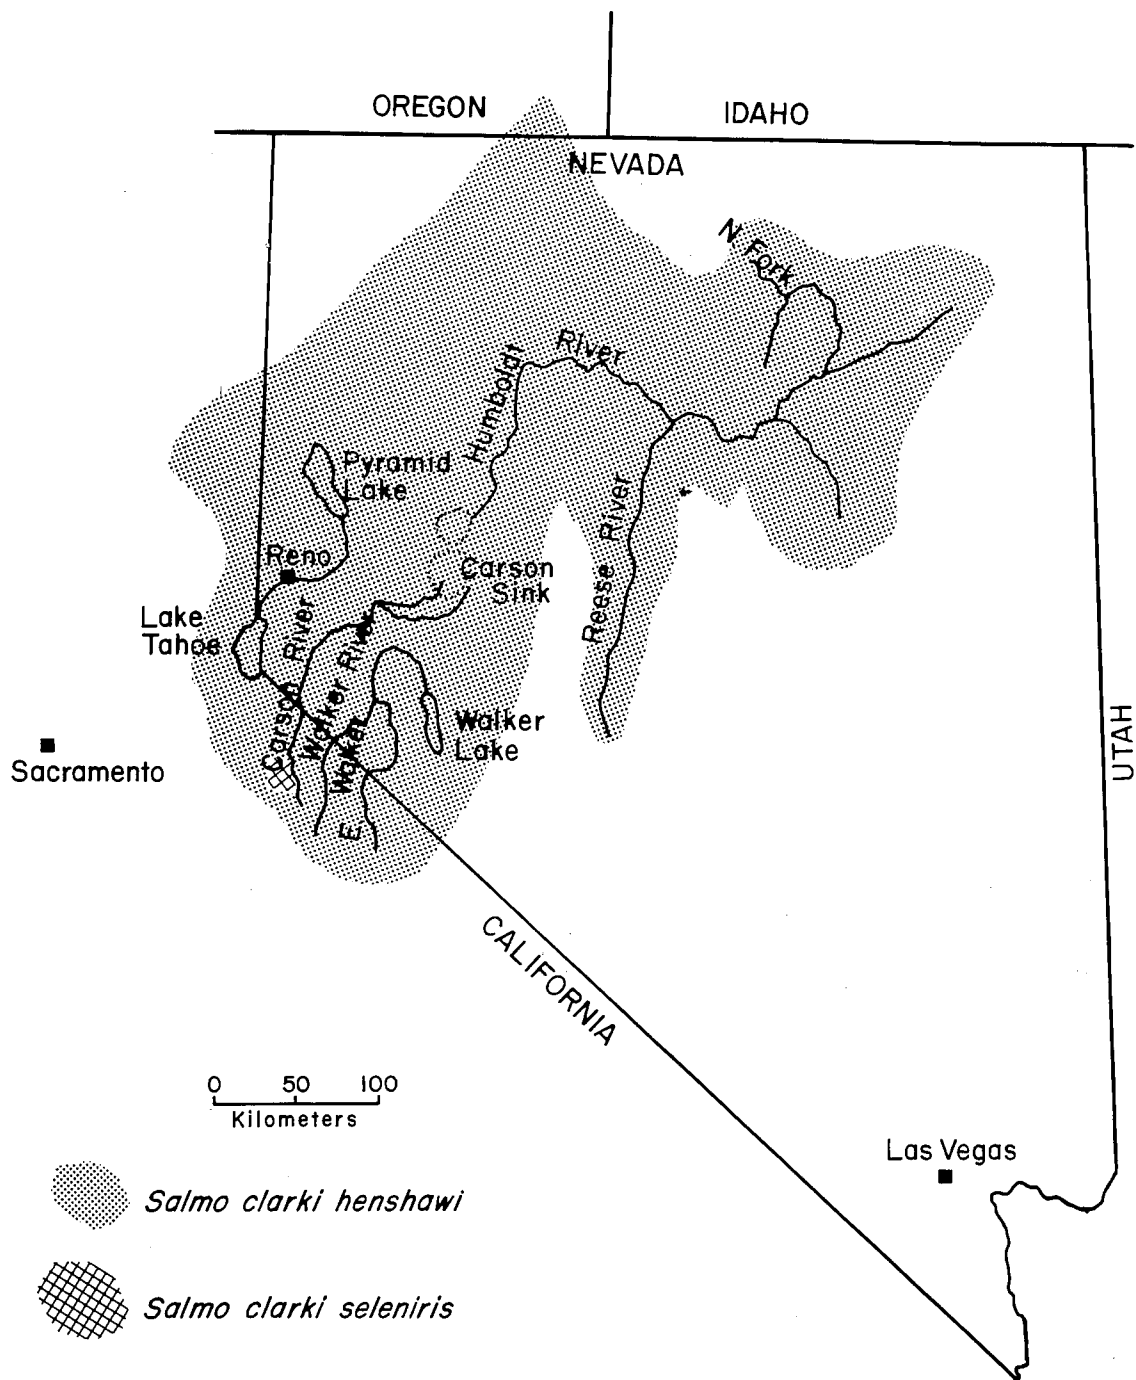 OREGON
IDAHO
NEVADA
N. Fork
River
Humboldt
Pyramid
Lake
Reese River
Reno
Carson
Sink
Lake
Tahoe
Carson River
Walker River
E. Walker
Walker
Lake
Sacramento
UTAH
CALIFORNIA
0 50 100
Kilometers
Las Vegas
Salmo clarki henshawi
Salmo clarki seleniris